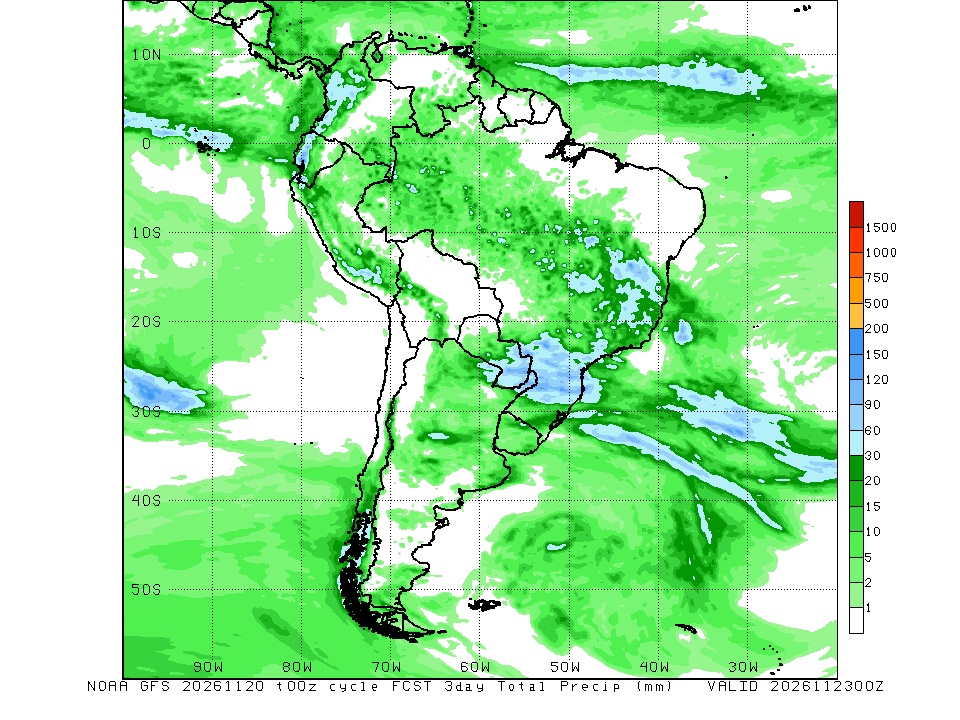 10N
0
10S
20S
30S
40S
50S
90W 80W 70W 60W 50W 40W 30W
1500
1000
750
500
200
150
120
90
60
30
20
15
10
5
2
1
NOAA GFS 20261120 t00z cycle FCST 3day Total Precip (mm) VALID 2026112300Z